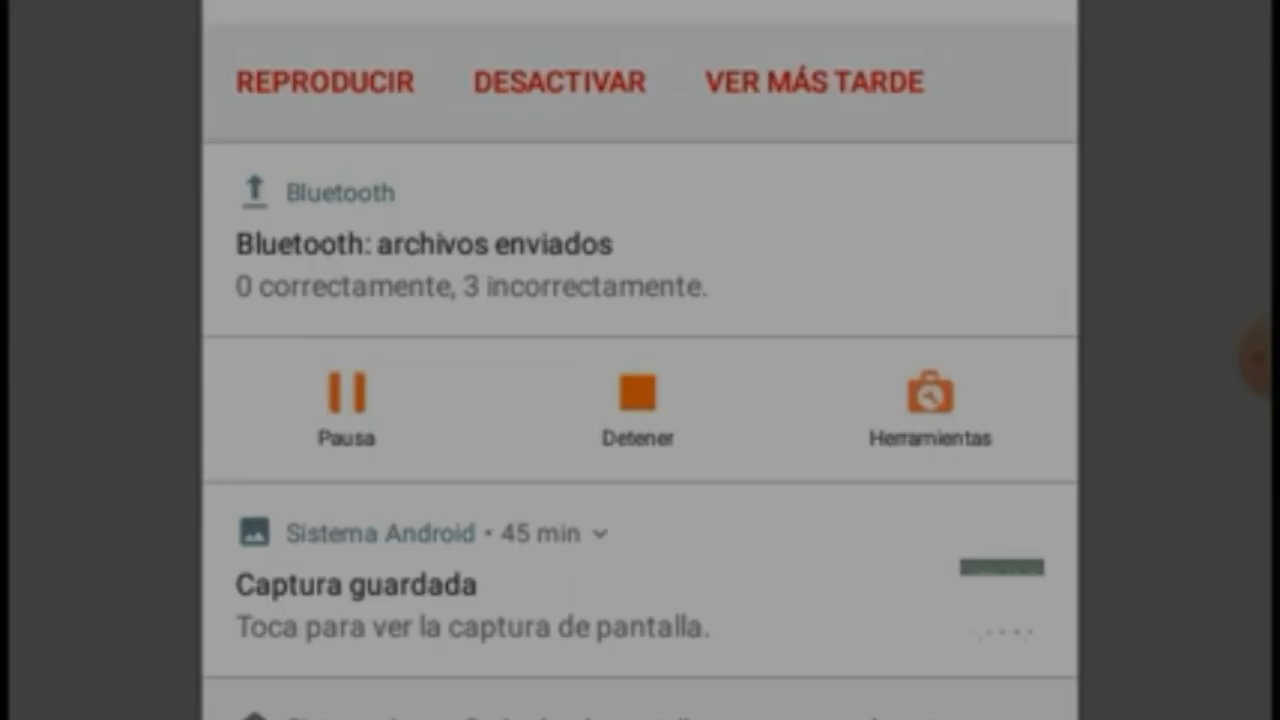 REPRODUCIR DESACTIVAR VER MÁS TARDE
Bluetooth
Bluetooth: archivos enviados
0 correctamente, 3 incorrectamente.
Pausa Detener Herramientas
Sistema Android • 45 min
Captura guardada
Toca para ver la captura de pantalla.